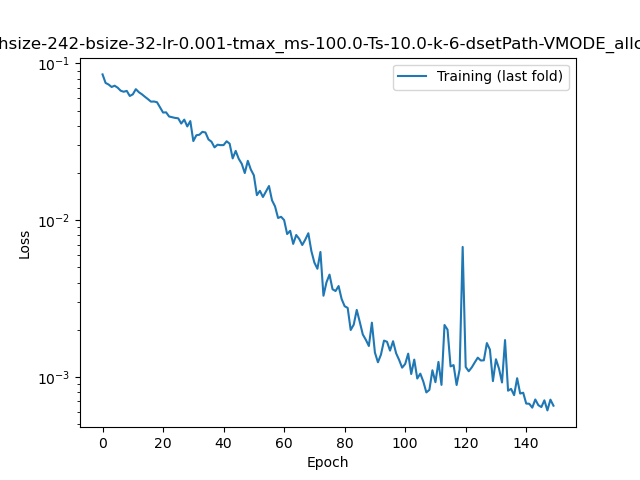 hsize-242-bsize-32-lr-0.001-tmax_ms-100.0-Ts-10.0-k-6-dsetPath-VMODE_allc
Training (last fold)
10⁻¹
10⁻²
10⁻³
Loss
0 20 40 60 80 100 120 140
Epoch